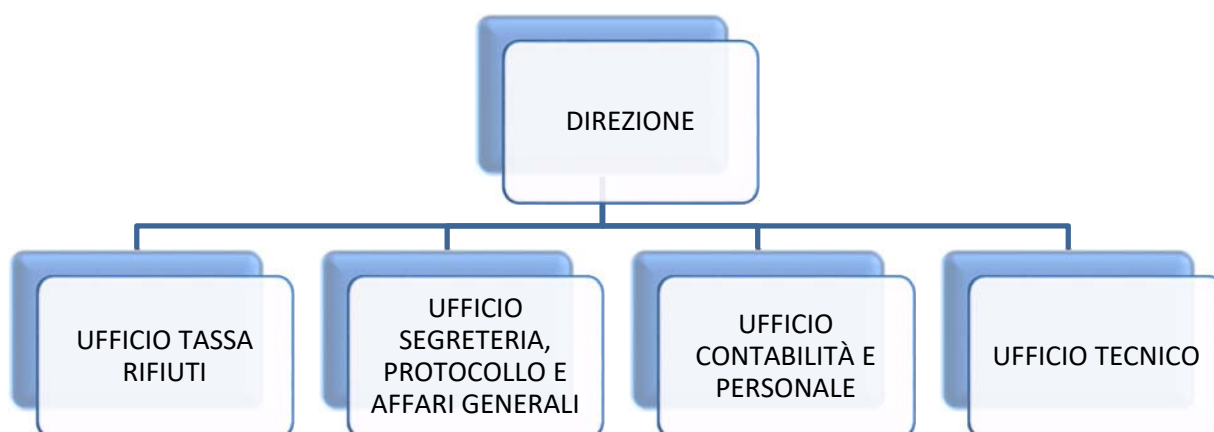 DIREZIONE
UFFICIO TASSA
RIFIUTI
UFFICIO
SEGRETERIA,
PROTOCOLLO E
AFFARI GENERALI
UFFICIO
CONTABILITÀ E
PERSONALE
UFFICIO TECNICO